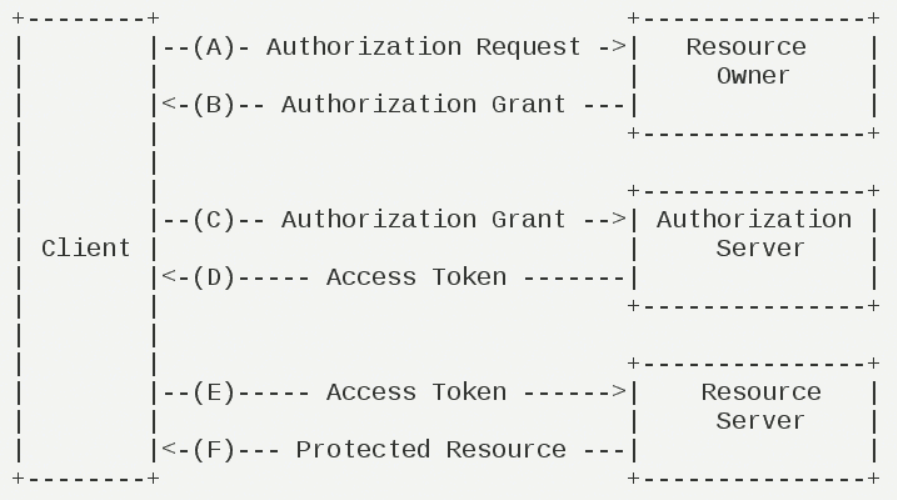 +--------+                               +---------------+
|        |--(A)- Authorization Request ->|   Resource    |
|        |                               |     Owner     |
|        |<-(B)-- Authorization Grant ---|               |
|        |                               +---------------+
|        |
|        |                               +---------------+
|        |--(C)-- Authorization Grant -->| Authorization |
| Client |                               |     Server    |
|        |<-(D)----- Access Token -------|               |
|        |                               +---------------+
|        |
|        |                               +---------------+
|        |--(E)----- Access Token ------>|    Resource   |
|        |                               |     Server    |
|        |<-(F)--- Protected Resource ---|               |
+--------+                               +---------------+